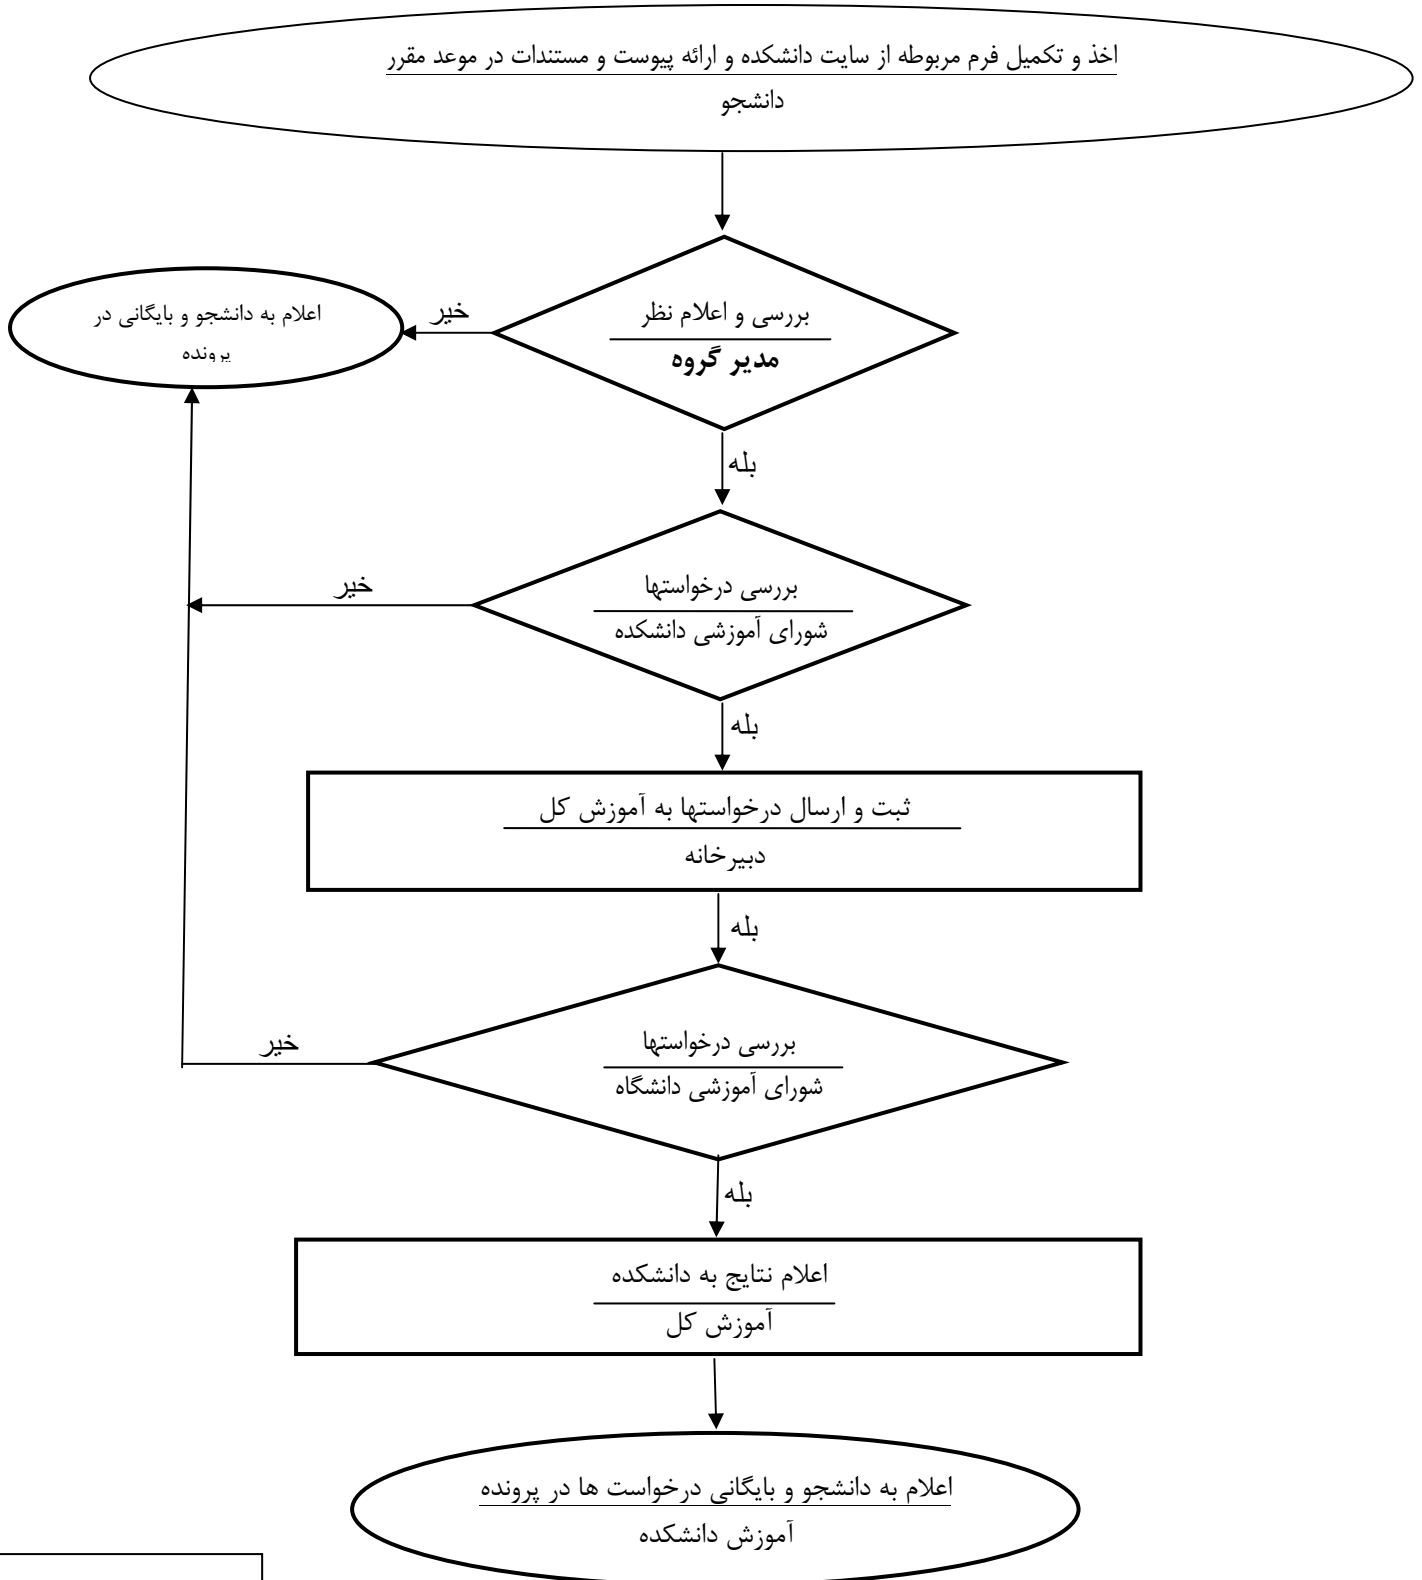 اخذ و تکمیل فرم مربوطه از سایت دانشکده و ارائه پیوست و مستندات در موعد مقرر
دانشجو
بررسی و اعلام نظر
مدیر گروه
خیر
اعلام به دانشجو و بایگانی در
پرونده
بله
بررسی درخواستها
شورای آموزشی دانشکده
خیر
بله
ثبت و ارسال درخواستها به آموزش کل
دبیرخانه
بله
بررسی درخواستها
شورای آموزشی دانشگاه
خیر
بله
اعلام نتایج به دانشکده
آموزش کل
اعلام به دانشجو و بایگانی درخواست ها در پرونده
آموزش دانشکده